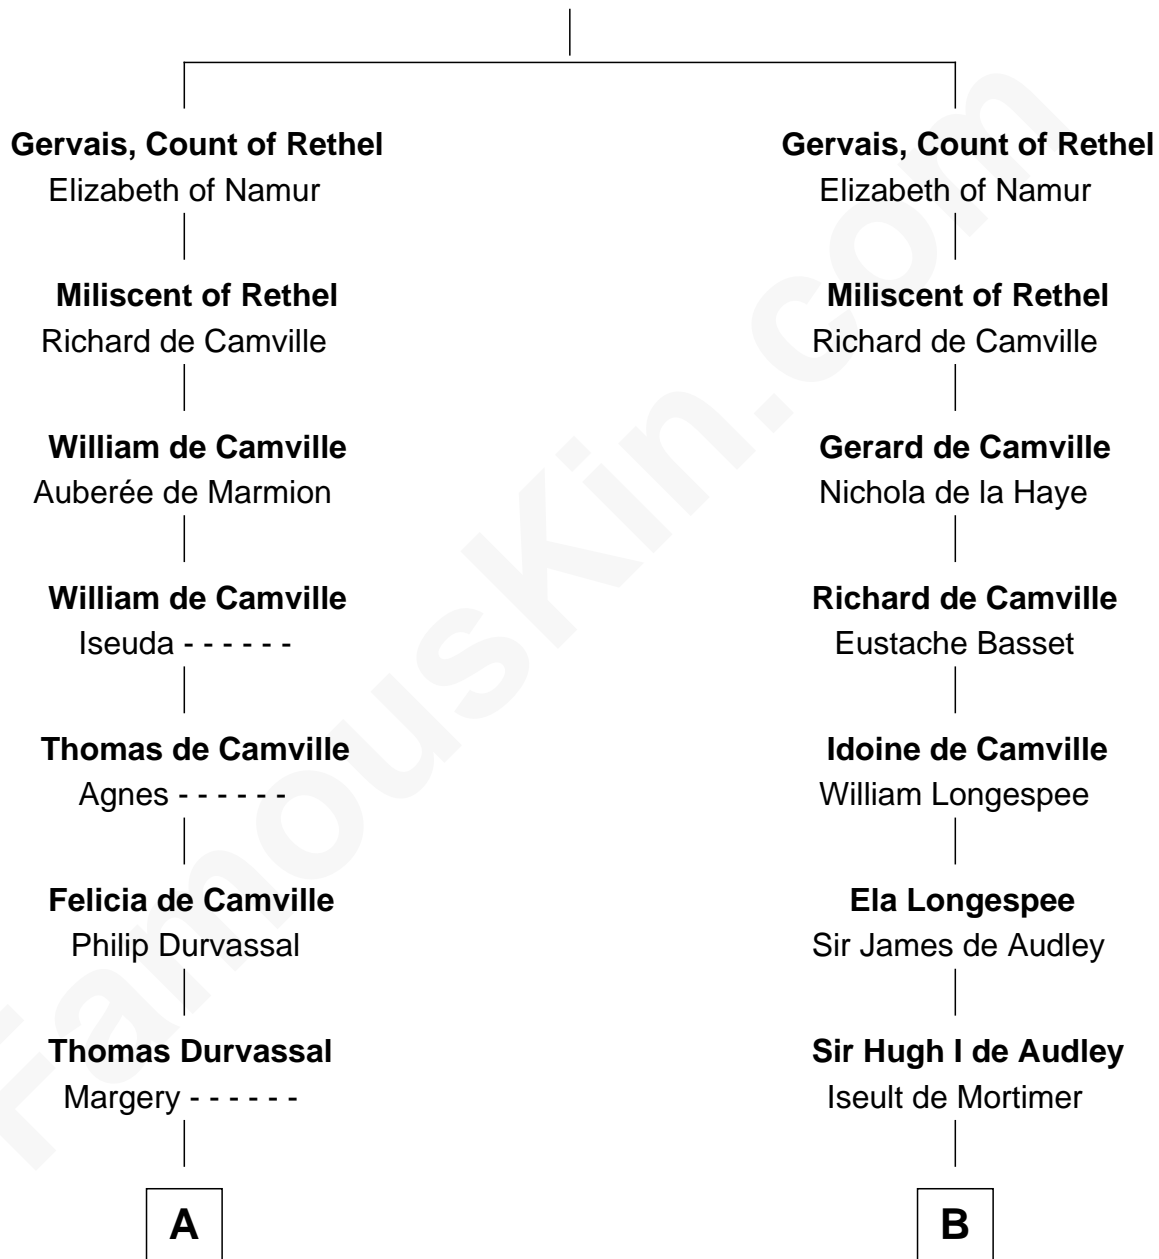 Gervais, Count of Rethel
Elizabeth of Namur
Miliscent of Rethel
Richard de Camville
William de Camville
Auberée de Marmion
William de Camville
Iseuda - - - - - -
Thomas de Camville
Agnes - - - - - -
Felicia de Camville
Philip Durvassal
Thomas Durvassal
Margery - - - - - -
A
Gervais, Count of Rethel
Elizabeth of Namur
Miliscent of Rethel
Richard de Camville
Gerard de Camville
Nichola de la Haye
Richard de Camville
Eustache Basset
Idoine de Camville
William Longespee
Ela Longespee
Sir James de Audley
Sir Hugh I de Audley
Iseult de Mortimer
B
FamousKin.com